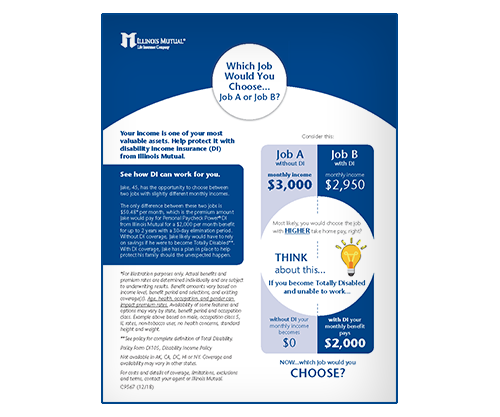 ILLINOIS MUTUAL®
Life Insurance Company
Which Job
Would You
Choose...
Job A or Job B?
Your income is one of your most
valuable assets. Help protect it with
disability income insurance (DI)
from Illinois Mutual.
See how DI can work for you.
Jake, 45, has the opportunity to choose between
two jobs with slightly different monthly incomes.
The only difference between these two jobs is
$50.48* per month, which is the premium amount
Jake would pay for Personal Paycheck Power® DI
from Illinois Mutual for a $2,000 per month benefit
for up to 2 years with a 30-day elimination period.
Without DI coverage, Jake likely would have to rely
on savings if he were to become Totally Disabled**.
With DI coverage, Jake has a plan in place to help
protect his family should the unexpected happen.
*For illustration purposes only. Actual benefits and
premium rates are determined individually and are subject
to underwriting results. Benefit amounts vary based on
income level, benefit period and selections, and existing
coverage(s). Age, health, occupation, and gender can
impact premium rates. Availability of some features and
options may vary by state, benefit period and occupation
class. Example above based on male, occupation class 5,
IL rates, non-tobacco user, no health concerns, standard
height and weight.
**See policy for complete definition of Total Disability.
Policy Form DI105, Disability Income Policy
Not available in AK, CA, DC, HI or NY. Coverage and
availability may vary in other states.
For costs and details of coverage, limitations, exclusions
and terms, contact your agent or Illinois Mutual.
CF567 (12/18)
Consider this:
Job A
without DI
monthly income
$3,000
Job B
with DI
monthly income
$2,950
Most likely, you would choose the job
with HIGHER take home pay, right?
THINK
about this...
If you become Totally Disabled
and unable to work...
without DI your
monthly income
becomes
$0
with DI your
monthly benefit
pays
$2,000
NOW...which job would you
CHOOSE?